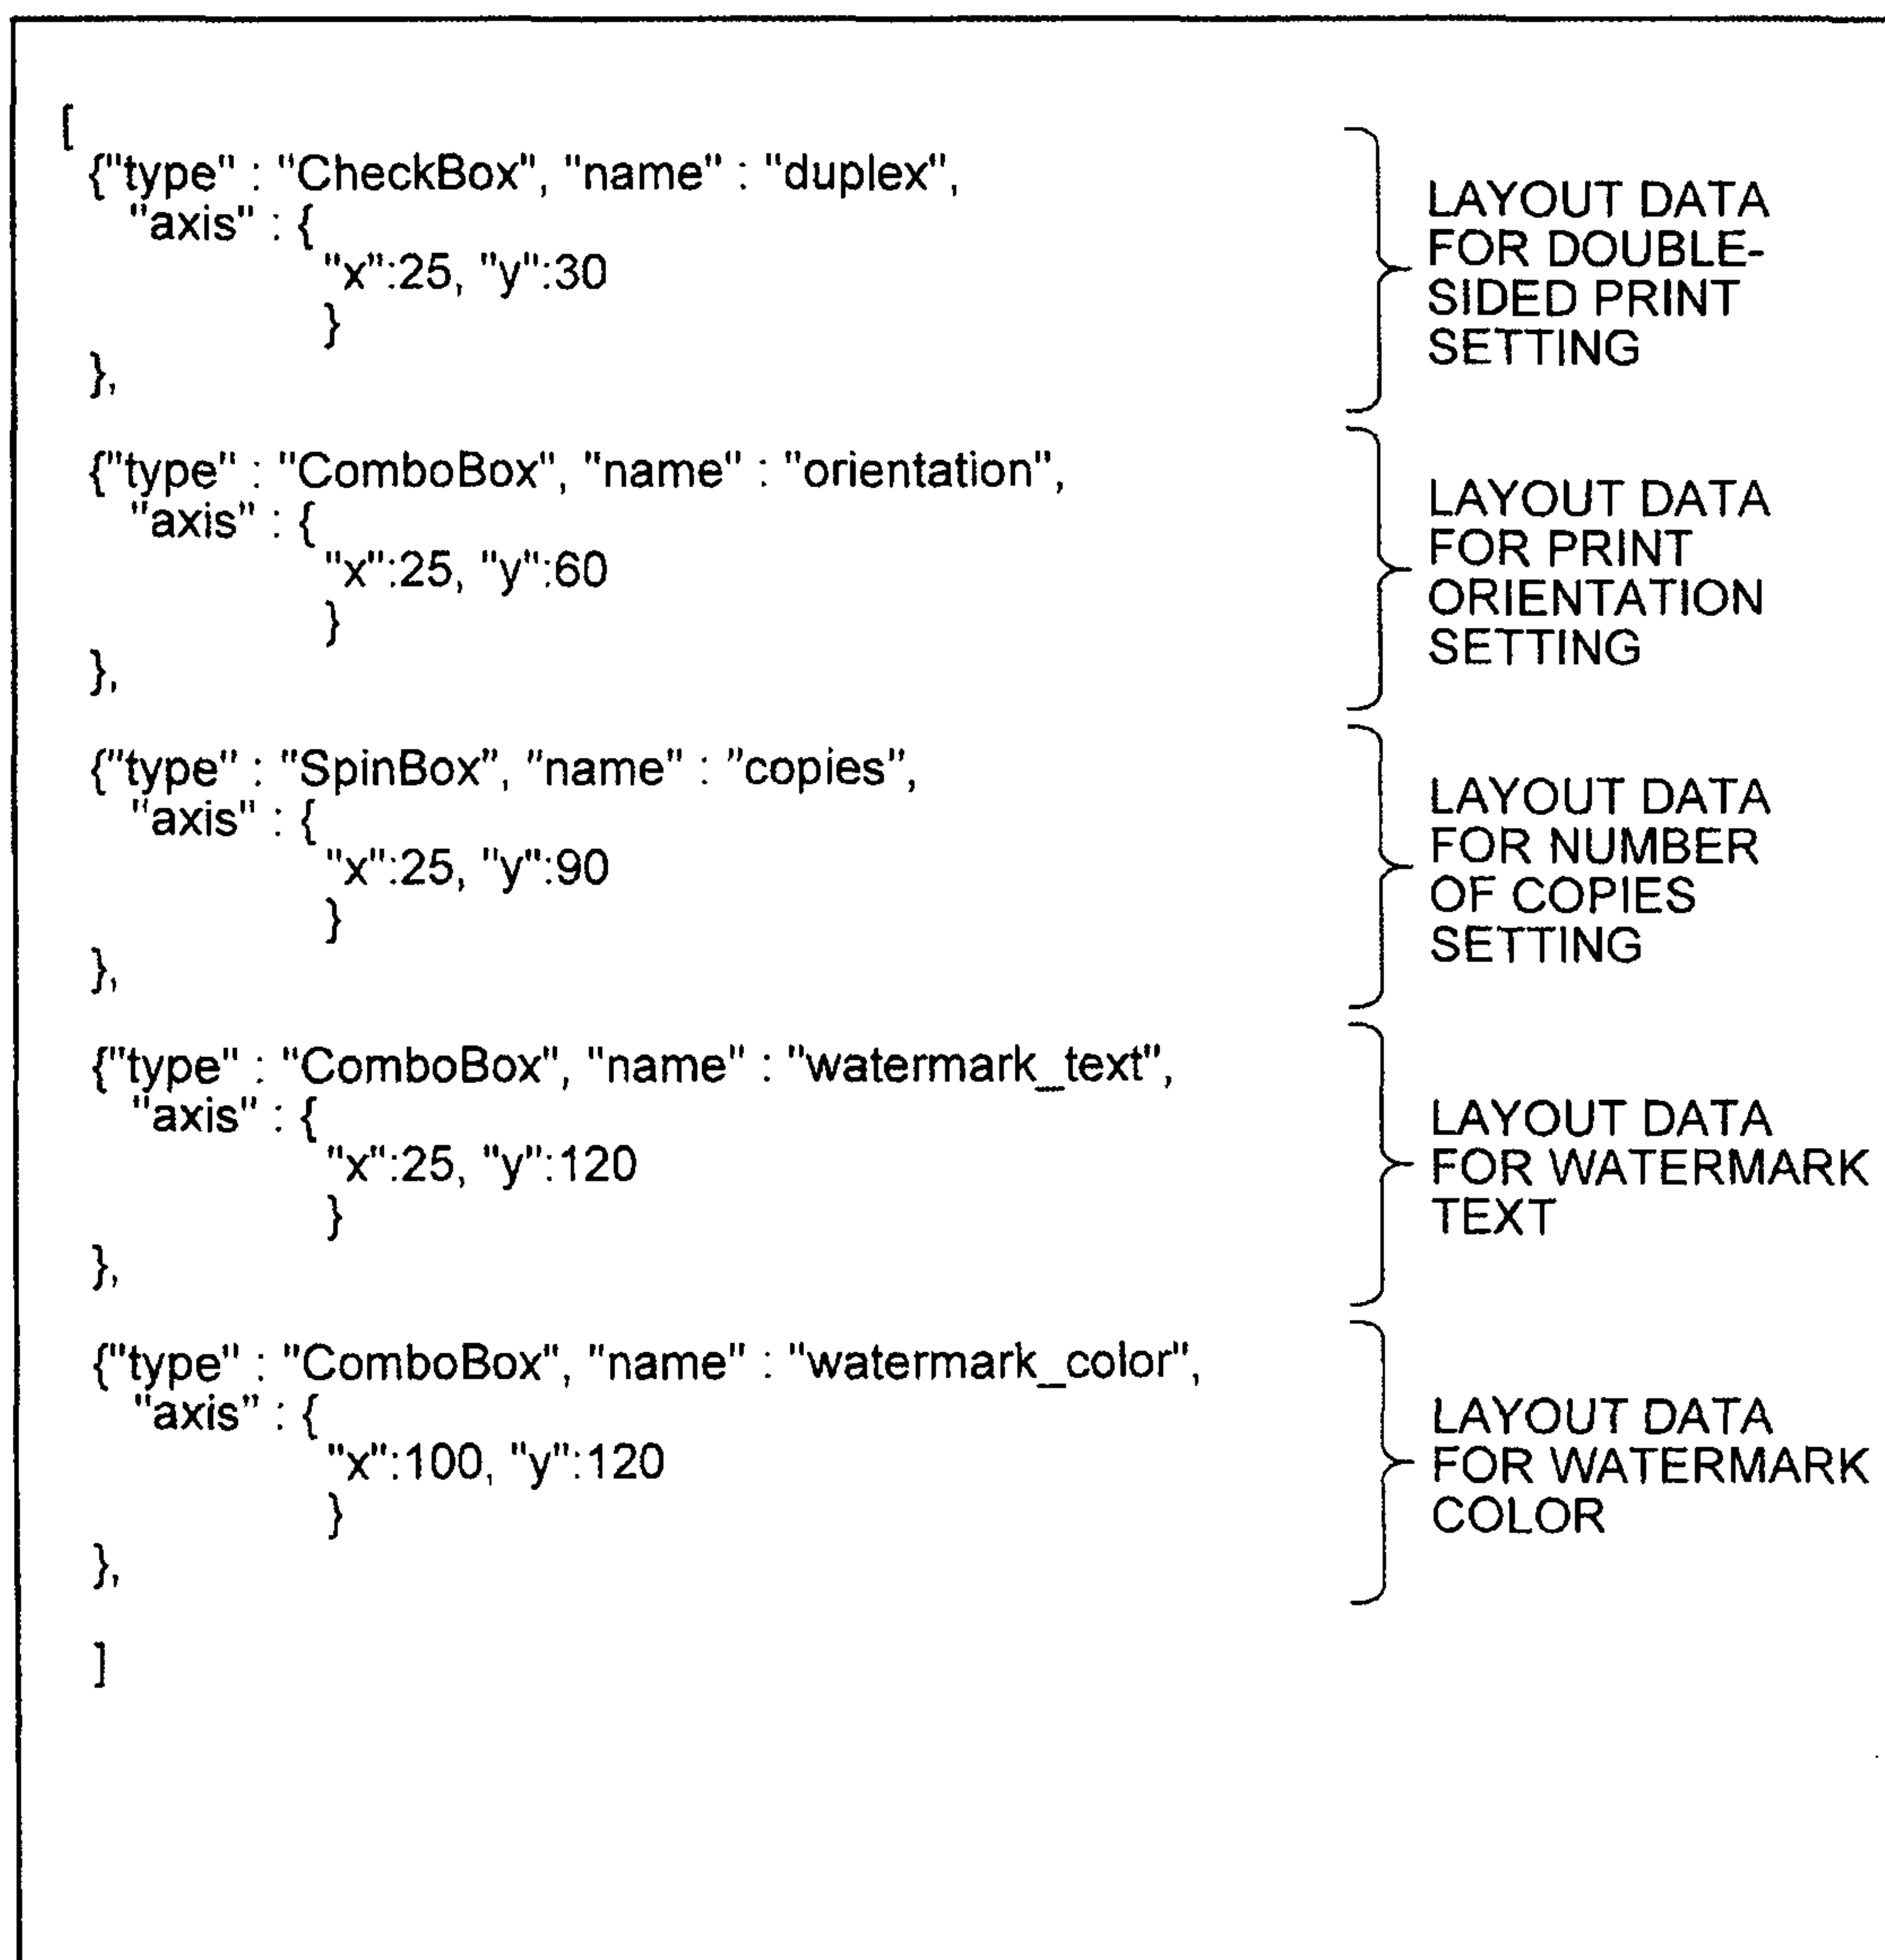 [
{"type" : "CheckBox", "name" : "duplex",
"axis" : {
"x":25, "y":30
}
},
LAYOUT DATA
FOR DOUBLE-
SIDED PRINT
SETTING
{"type" : "ComboBox", "name" : "orientation",
"axis" : {
"x":25, "y":60
}
},
LAYOUT DATA
FOR PRINT
ORIENTATION
SETTING
{"type" : "SpinBox", "name" : "copies",
"axis" : {
"x":25, "y":90
}
},
LAYOUT DATA
FOR NUMBER
OF COPIES
SETTING
{"type" : "ComboBox", "name" : "watermark_text",
"axis" : {
"x":25, "y":120
}
},
LAYOUT DATA
FOR WATERMARK
TEXT
{"type" : "ComboBox", "name" : "watermark_color",
"axis" : {
"x":100, "y":120
}
},
LAYOUT DATA
FOR WATERMARK
COLOR
]